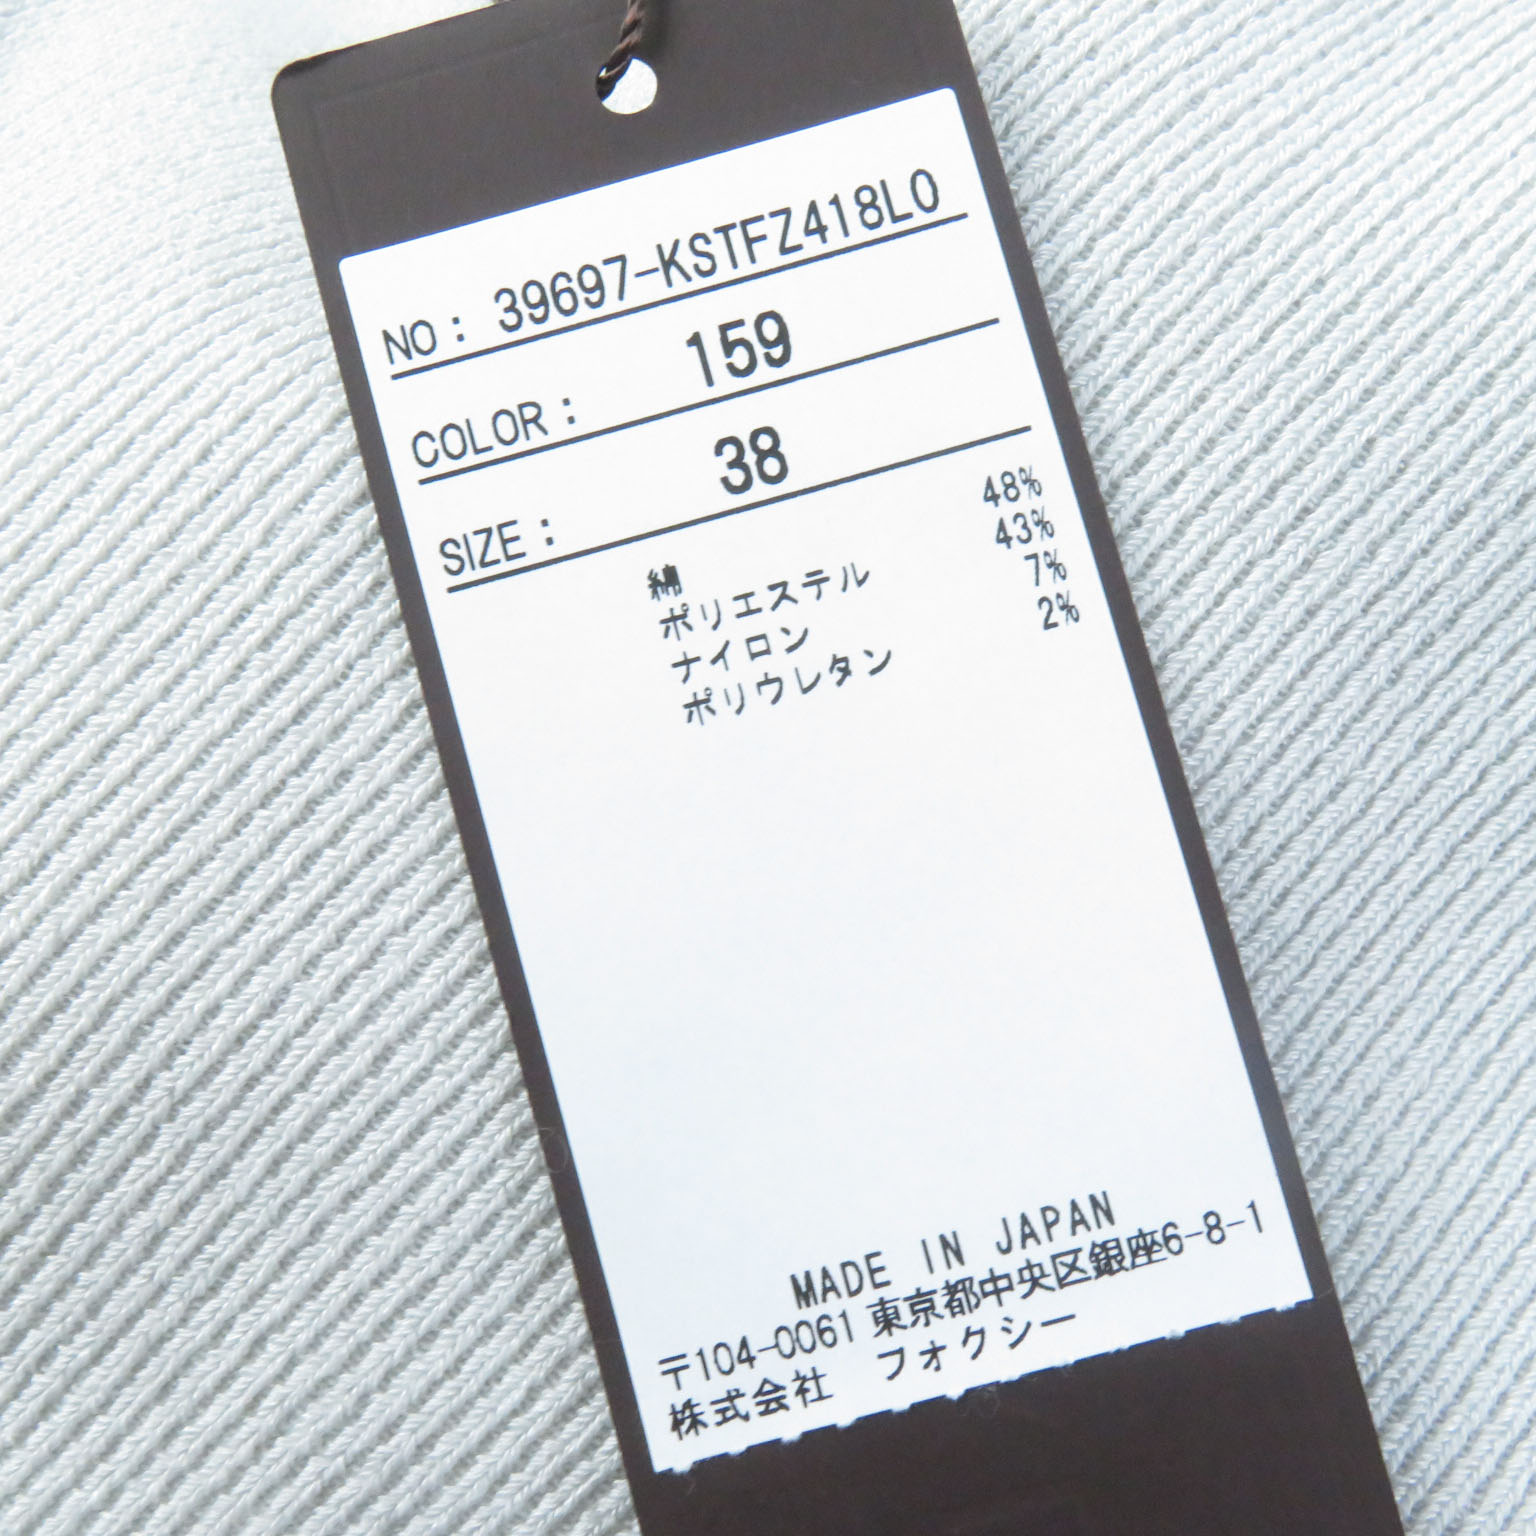 NO: 39697-KSTFZ418L0
COLOR: 159
SIZE: 38
綿 48%
ポリエステル 43%
ナイロン 7%
ポリウレタン 2%
MADE IN JAPAN
〒104-0061 東京都中央区銀座6-8-1
株式会社 フォクシー